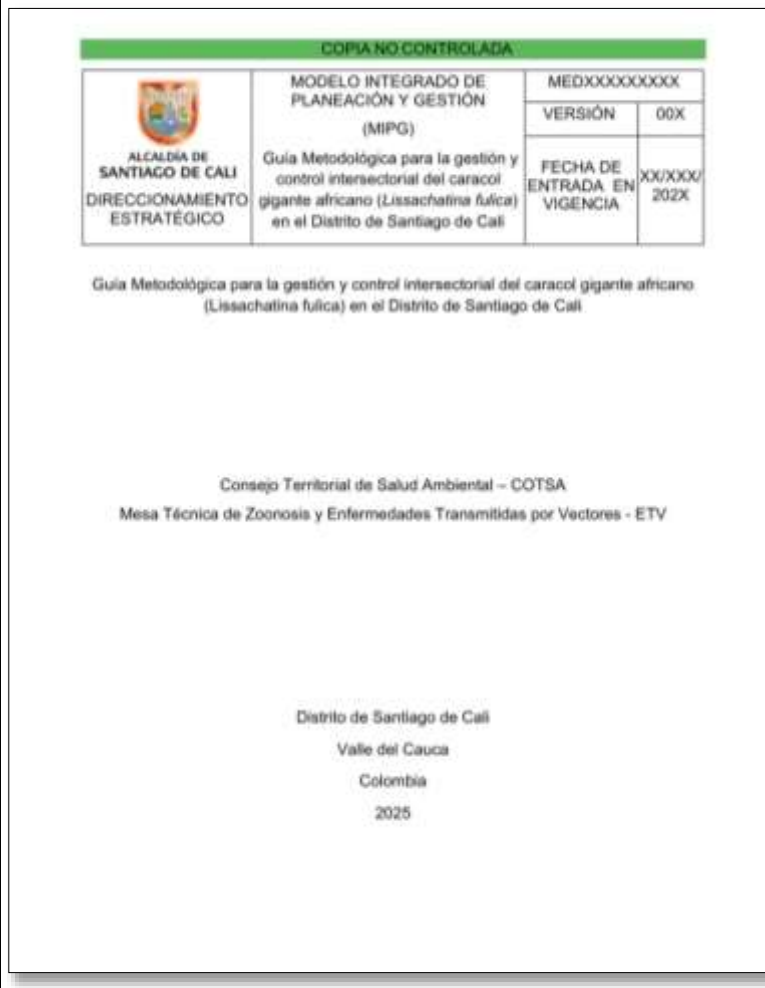 COPIA NO CONTROLADA
ALCALDÍA DE
SANTIAGO DE CALI
DIRECCIONAMIENTO
ESTRATÉGICO
MODELO INTEGRADO DE
PLANEACIÓN Y GESTIÓN
(MIPG)
Guía Metodológica para la gestión y
control intersectorial del caracol
gigante africano (Lissachatina fulica)
en el Distrito de Santiago de Cali
MEDXXXXXXXXX
VERSIÓN
00X
FECHA DE
ENTRADA EN
VIGENCIA
XX/XXX/
202X
Guía Metodológica para la gestión y control intersectorial del caracol gigante africano
(Lissachatina fulica) en el Distrito de Santiago de Cali
Consejo Territorial de Salud Ambiental – COTSA
Mesa Técnica de Zoonosis y Enfermedades Transmitidas por Vectores - ETV
Distrito de Santiago de Cali
Valle del Cauca
Colombia
2025